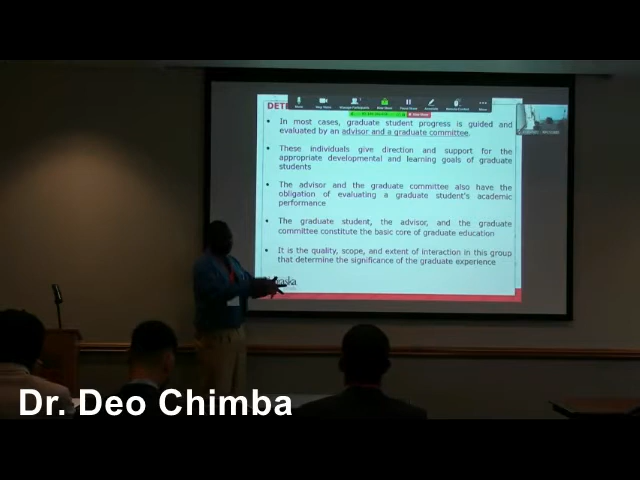 DET
• In most cases, graduate student progress is guided and
evaluated by an advisor and a graduate committee.
• These individuals give direction and support for the
appropriate developmental and learning goals of graduate
students
• The advisor and the graduate committee also have the
obligation of evaluating a graduate student's academic
performance
• The graduate student, the advisor, and the graduate
committee constitute the basic core of graduate education
• It is the quality, scope, and extent of interaction in this group
that determine the significance of the graduate experience
Dr. Deo Chimba